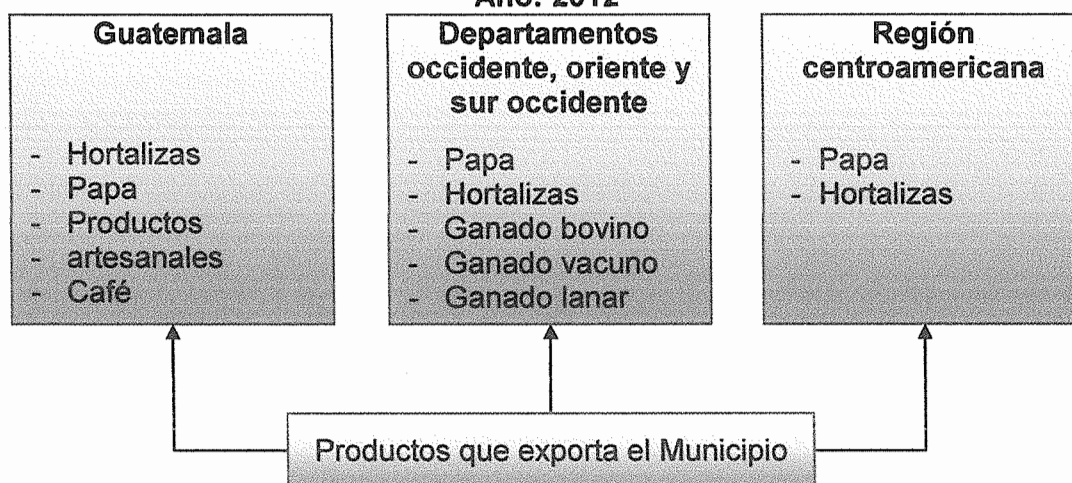 Año: 2012
Guatemala
- Hortalizas
- Papa
- Productos
- artesanales
- Café
Departamentos
occidente, oriente y
sur occidente
- Papa
- Hortalizas
- Ganado bovino
- Ganado vacuno
- Ganado lanar
Región
centroamericana
- Papa
- Hortalizas
Productos que exporta el Municipio